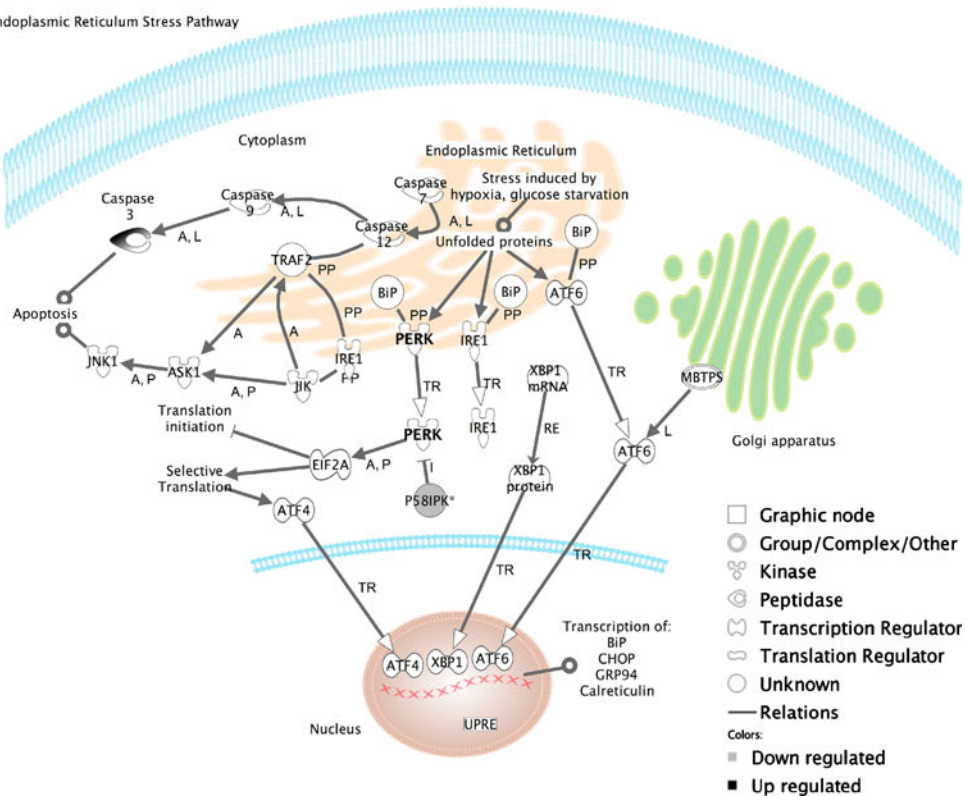 ndoplasmic Reticulum Stress Pathway
Cytoplasm
Endoplasmic Reticulum
Stress induced by
hypoxia, glucose starvation
Caspase
3
Caspase
9
Caspase
7
A, L
A, L
A, L
Caspase
12
Unfolded proteins
BiP
PP
TRAF2
PP
BiP
PP
BiP
PP
ATF6
Apoptosis
A
A
PP
PERK
IRE1
JNK1
A, P
ASK1
A, P
JIK
IRE1
PP
TR
TR
XBP1
mRNA
TR
MBTPS
Translation
initiation
PERK
IRE1
RE
L
Golgi apparatus
ATF6
EIF2A
A, P
I
Selective
Translation
XBP1
protein
P58IPK*
ATF4
TR
TR
TR
Transcription of:
BiP
CHOP
GRP94
Calreticulin
ATF4
XBP1
ATF6
Nucleus
UPRE
Graphic node
Group/Complex/Other
Kinase
Peptidase
Transcription Regulator
Translation Regulator
Unknown
Relations
Colors:
Down regulated
Up regulated